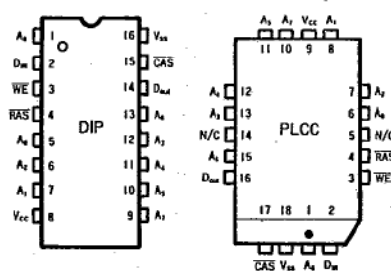 A₈ 1 16 Vss
D_IN 2 15 CAS
WE 3 14 Dout
RAS 4 13 A₆
DIP
A₀ 5 12 A₃
A₂ 6 11 A₄
A₁ 7 10 A₅
Vcc 8 9 A₇
A₅ A₇ Vcc A₁
11 10 9 8
A₄ 12 7 A₂
A₃ 13 6 A₀
N/C 14 PLCC 5 N/C
A₆ 15 4 RAS
Dout 16 3 WE
17 18 1 2
CAS Vss A₈ D_IN